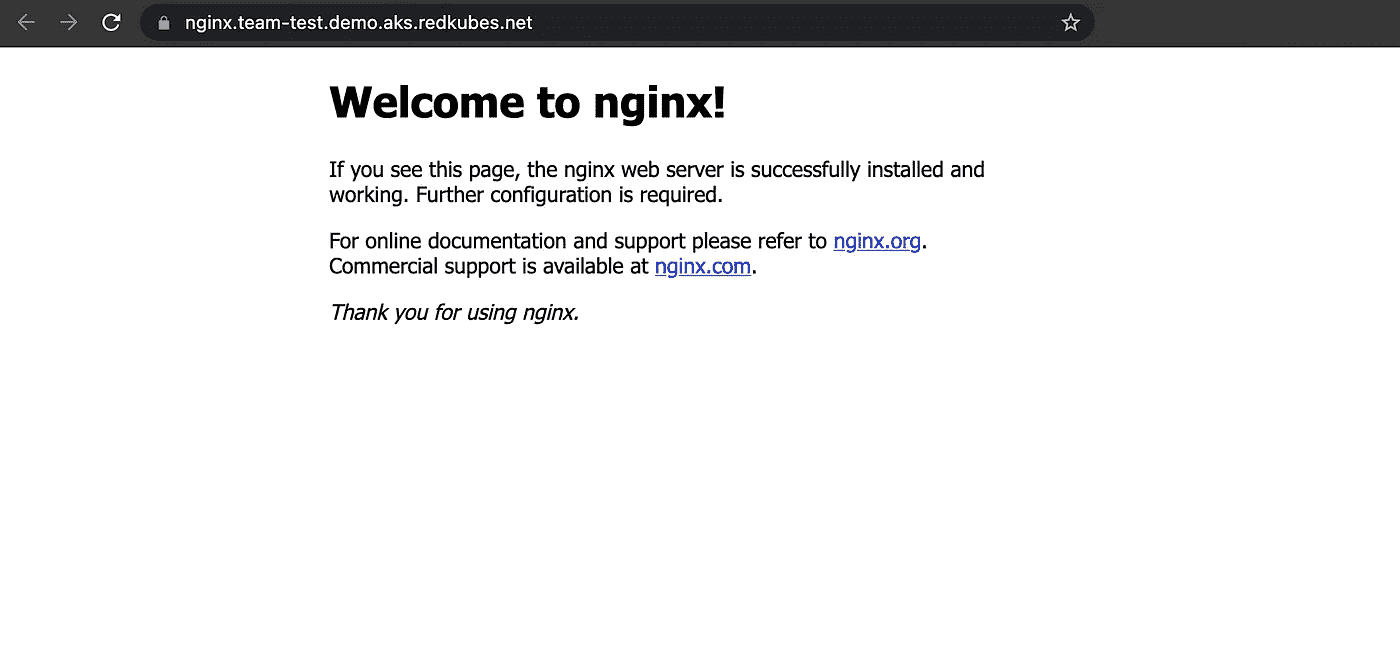 nginx.team-test.demo.aks.redkubes.net
Welcome to nginx!
If you see this page, the nginx web server is successfully installed and
working. Further configuration is required.
For online documentation and support please refer to nginx.org.
Commercial support is available at nginx.com.
Thank you for using nginx.